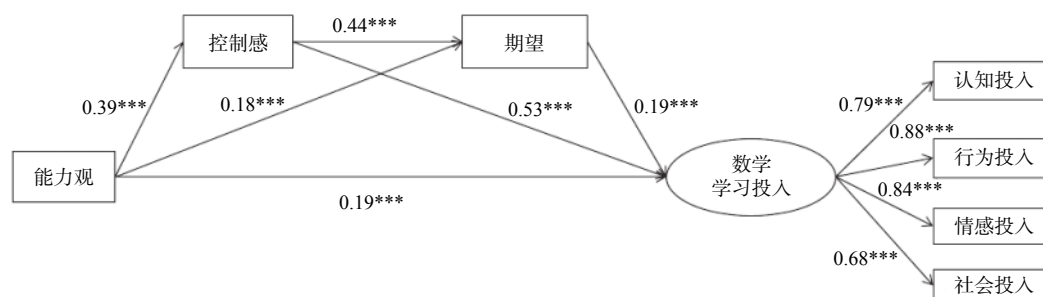 控制感
0.44***
期望
0.39***
0.18***
0.53***
0.19***
能力观
0.19***
数学
学习投入
0.79***
认知投入
0.88***
行为投入
0.84***
情感投入
0.68***
社会投入